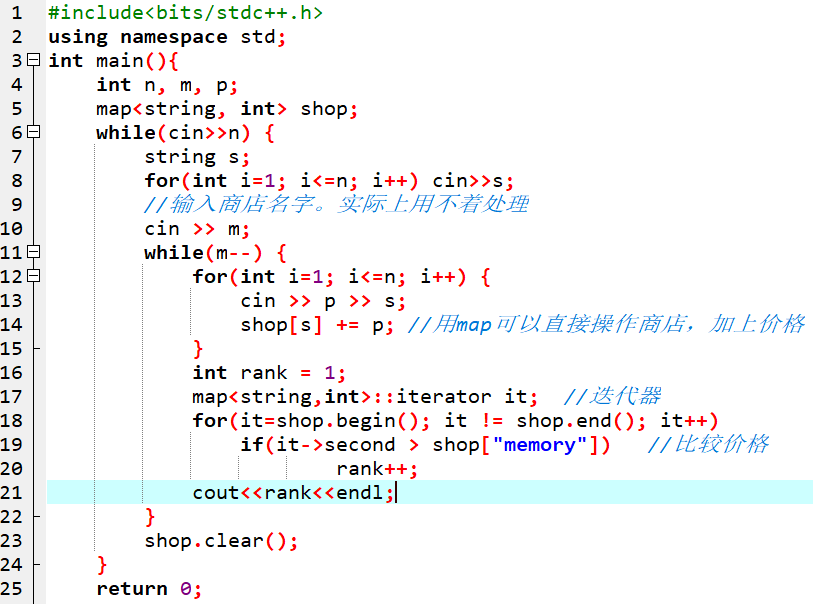 1 #include<bits/stdc++.h>
2 using namespace std;
3 int main(){
4     int n, m, p;
5     map<string, int> shop;
6     while(cin>>n) {
7         string s;
8         for(int i=1; i<=n; i++) cin>>s;
9         //输入商店名字。实际上用不着处理
10         cin >> m;
11         while(m--) {
12             for(int i=1; i<=n; i++) {
13                 cin >> p >> s;
14                 shop[s] += p; //用map可以直接操作商店，加上价格
15             }
16             int rank = 1;
17             map<string,int>::iterator it;  //迭代器
18             for(it=shop.begin(); it != shop.end(); it++)
19                 if(it->second > shop["memory"])   //比较价格
20                         rank++;
21             cout<<rank<<endl;
22         }
23         shop.clear();
24     }
25     return 0;